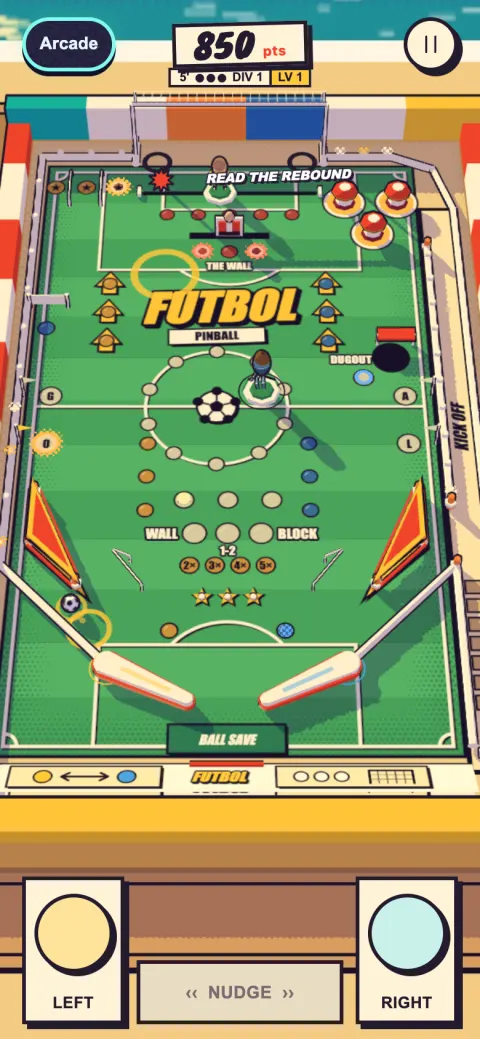 Arcade
850 pts
5' ●●● DIV 1 LV 1
READ THE REBOUND
THE WALL
FUTBOL
PINBALL
DUGOUT
G
A
KICK OFF
O
L
WALL
BLOCK
1-2
2× 3× 4× 5×
BALL SAVE
FUTBOL
LEFT
‹‹ NUDGE ››
RIGHT